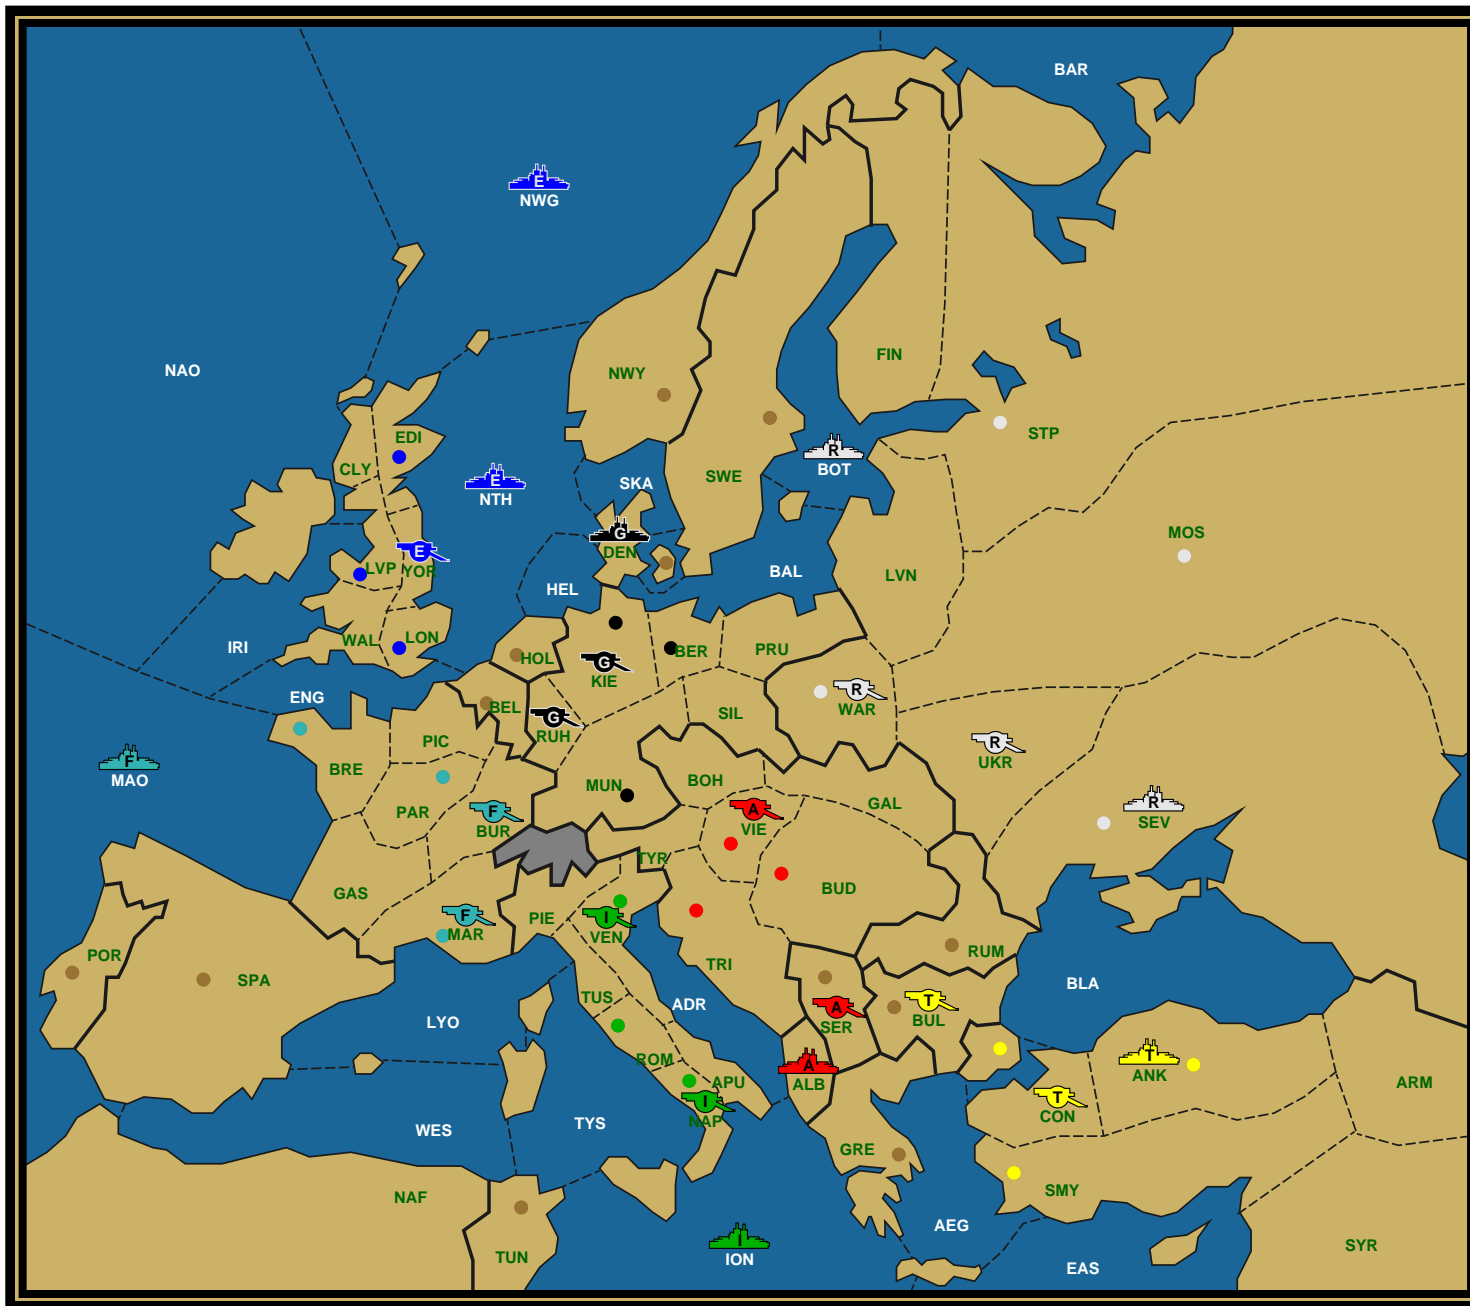 BAR
E
NWG
NAO
FIN
NWY
EDI
STP
R
BOT
CLY
SWE
E
NTH
SKA
G
DEN
MOS
E
LVP
YOR
BAL
LVN
HEL
IRI
WAL
LON
HOL
BER
PRU
G
KIE
ENG
BEL
R
WAR
G
RUH
SIL
PIC
R
UKR
F
MAO
BRE
MUN
BOH
GAL
R
SEV
PAR
F
BUR
A
VIE
TYR
BUD
GAS
F
MAR
PIE
I
VEN
POR
SPA
TRI
RUM
BLA
TUS
ADR
T
BUL
LYO
A
SER
ROM
T
ANK
A
ALB
APU
ARM
I
NAP
T
CON
WES
TYS
GRE
SMY
NAF
AEG
I
ION
TUN
SYR
EAS